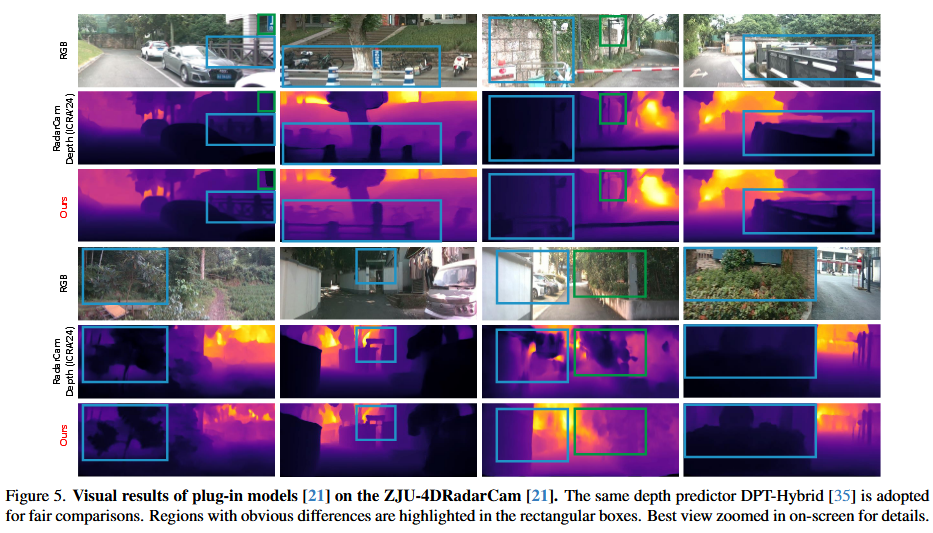 RGB
RadarCam
Depth (ICRA'24)
Ours
RGB
RadarCam
Depth (ICRA'24)
Ours
Figure 5. Visual results of plug-in models [21] on the ZJU-4DRadarCam [21]. The same depth predictor DPT-Hybrid [35] is adopted
for fair comparisons. Regions with obvious differences are highlighted in the rectangular boxes. Best view zoomed in on-screen for details.